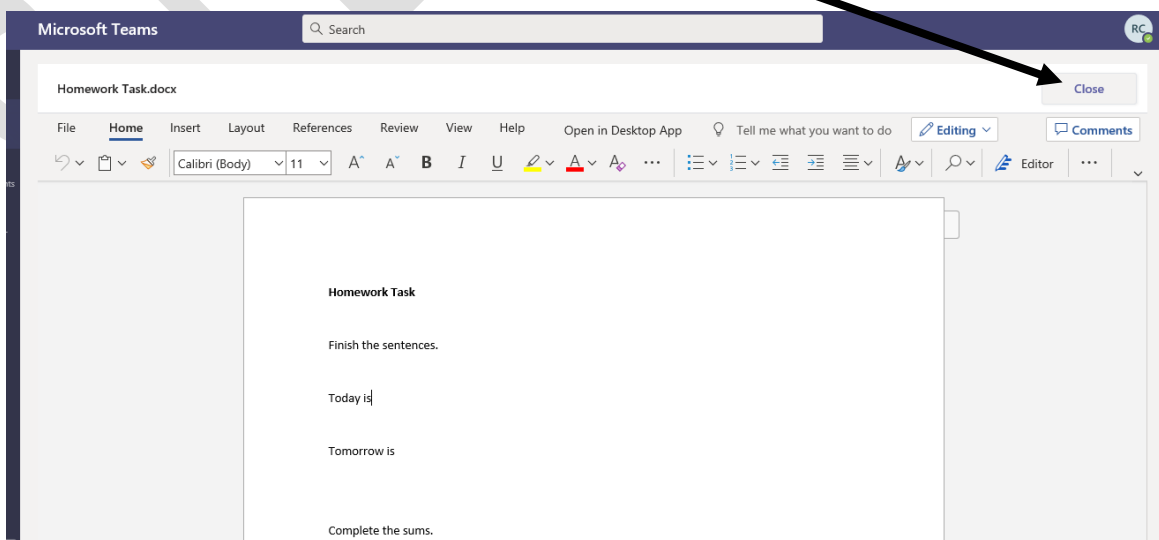 Microsoft Teams Search RC
Homework Task.docx Close
File Home Insert Layout References Review View Help Open in Desktop App Tell me what you want to do Editing Comments
Calibri (Body) 11 A A B I U A A Editor
Homework Task
Finish the sentences.
Today is
Tomorrow is
Complete the sums.